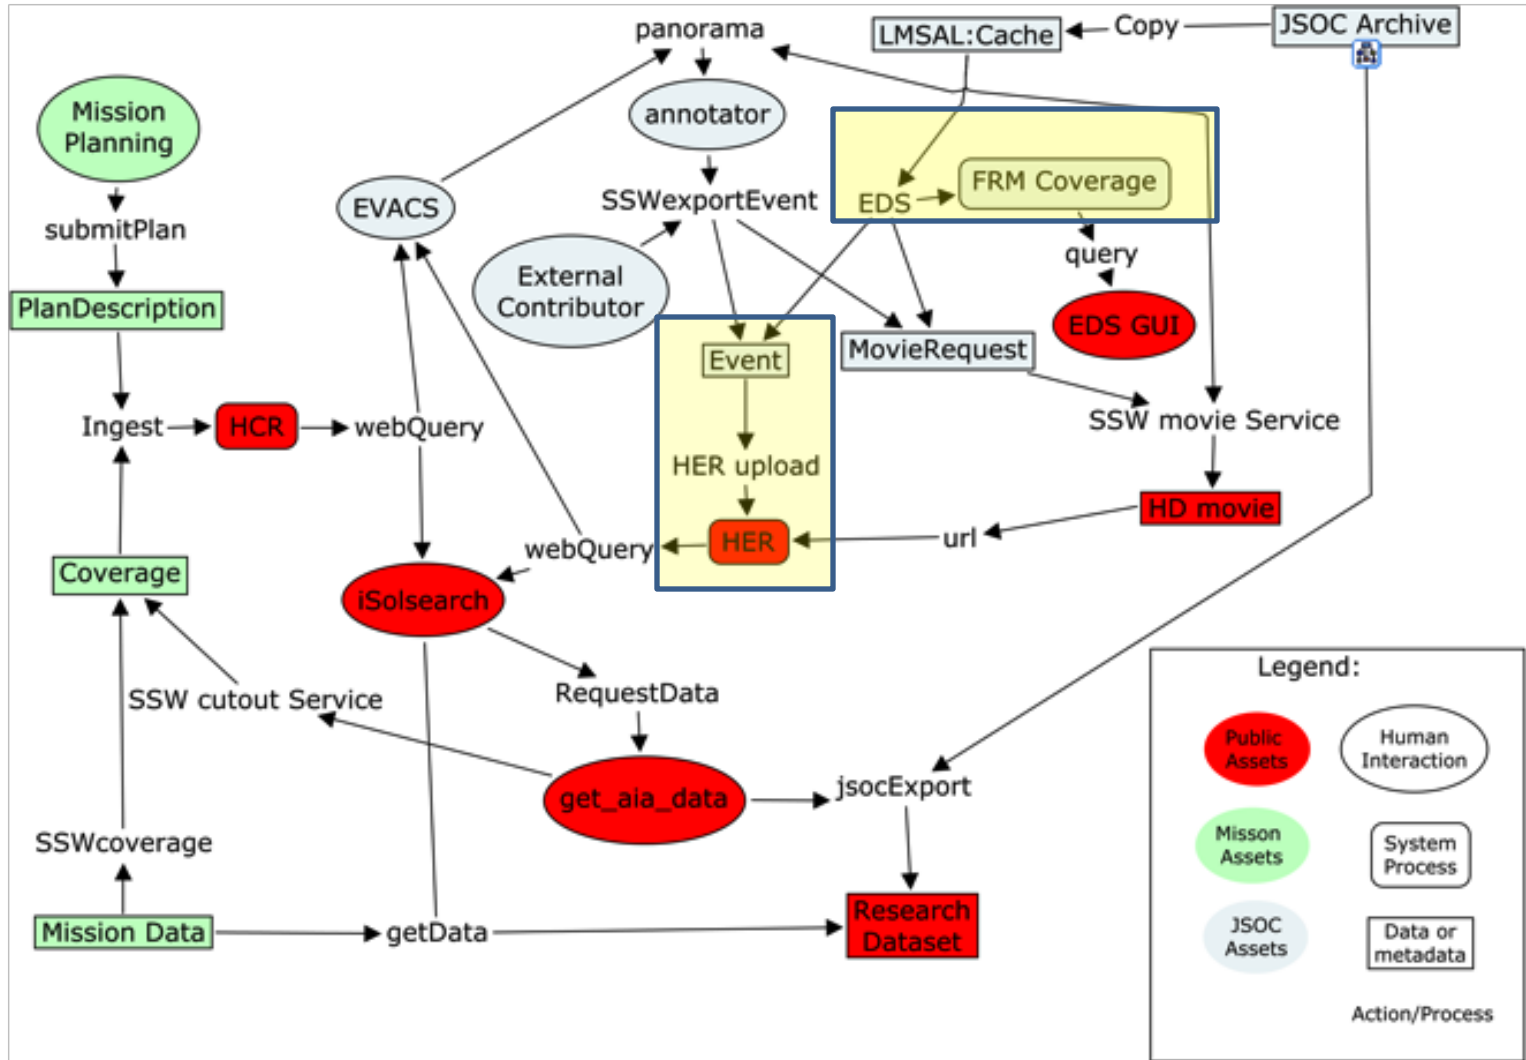 panorama
LMSAL:Cache
Copy
JSOC Archive
Mission
Planning
annotator
EVACS
SSWexportEvent
EDS
FRM Coverage
submitPlan
query
External
Contributor
PlanDescription
EDS GUI
Event
MovieRequest
Ingest
HCR
webQuery
SSW movie Service
HER upload
HD movie
Coverage
webQuery
HER
url
iSolsearch
SSW cutout Service
RequestData
get_aia_data
jsocExport
SSWcoverage
Mission Data
getData
Research
Dataset
Legend:
Public
Assets
Human
Interaction
Misson
Assets
System
Process
JSOC
Assets
Data or
metadata
Action/Process